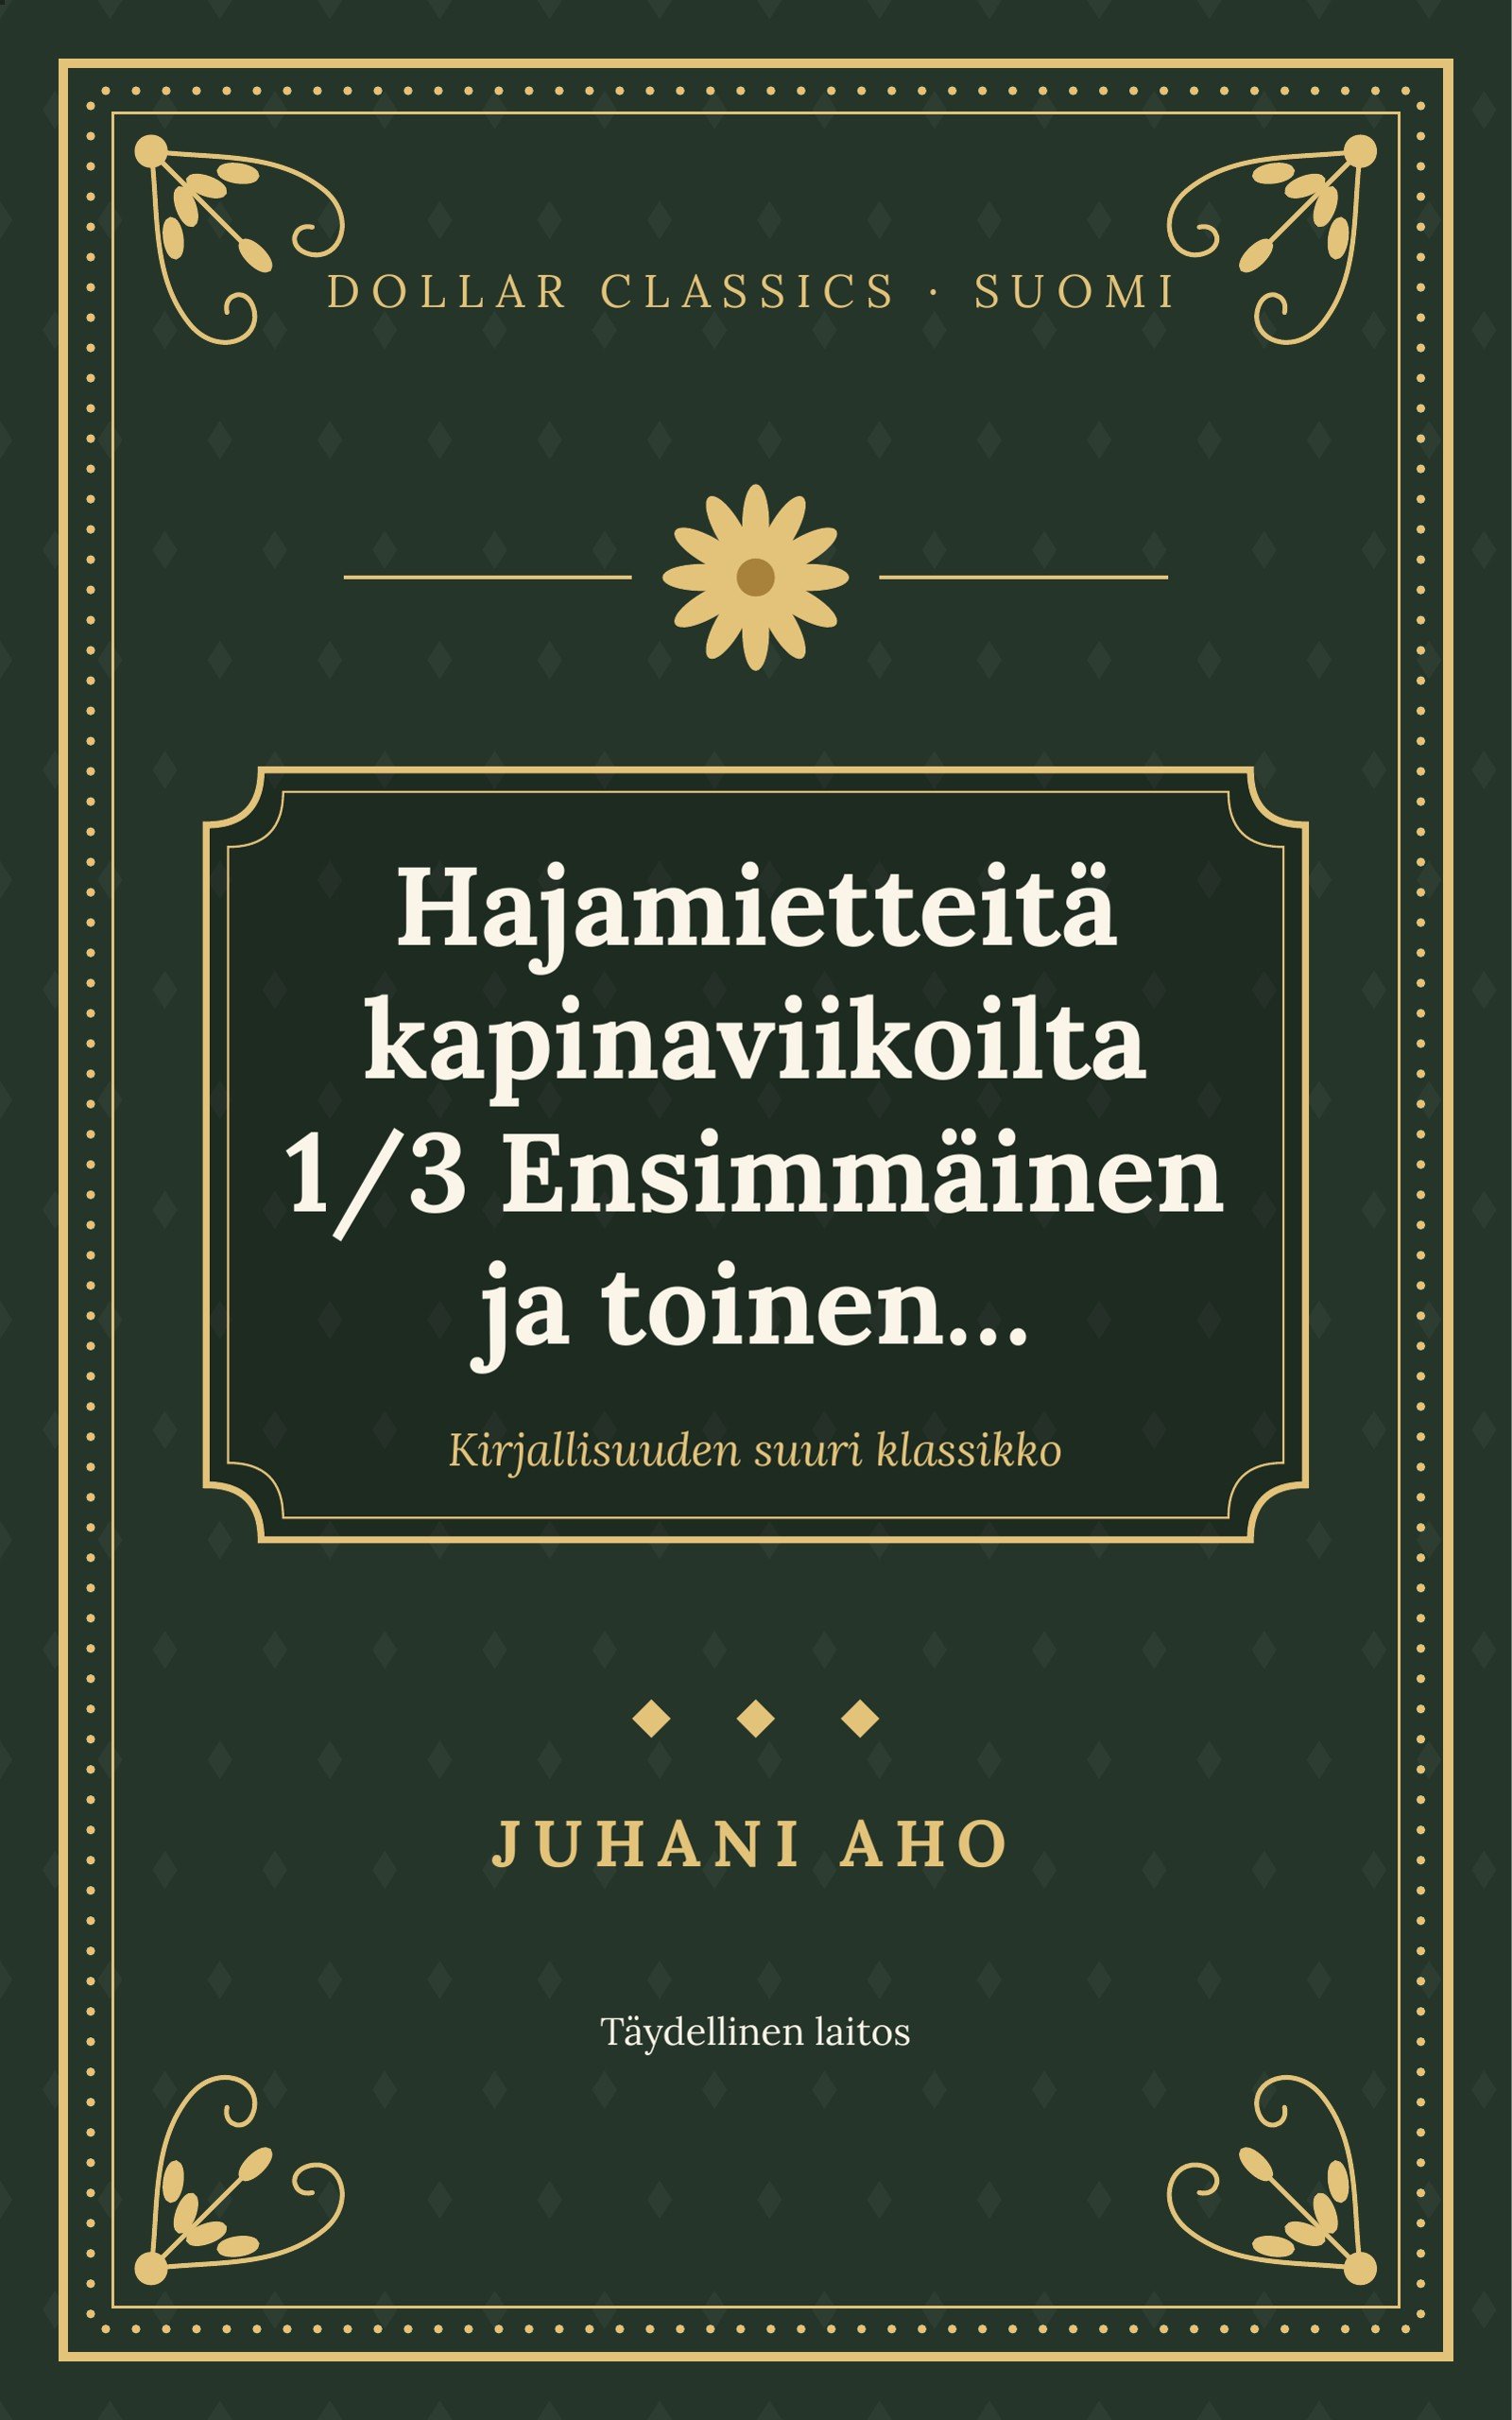 DOLLAR CLASSICS · SUOMI
Hajamietteitä
kapinaviikoilta
1/3 Ensimmäinen
ja toinen...
Kirjallisuuden suuri klassikko
JUHANI AHO
Täydellinen laitos